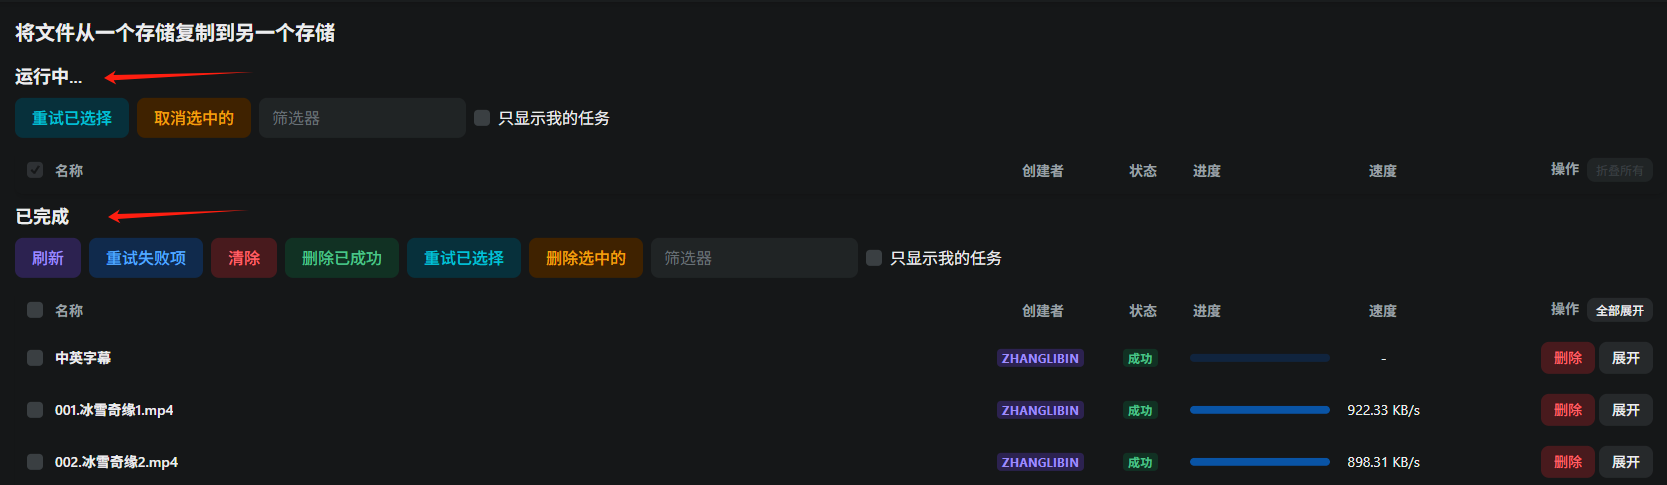 将文件从一个存储复制到另一个存储
运行中...
重试已选择 取消选中的 筛选器 只显示我的任务
名称 创建者 状态 进度 速度 操作 折叠所有
已完成
刷新 重试失败项 清除 删除已成功 重试已选择 删除选中的 筛选器 只显示我的任务
名称 创建者 状态 进度 速度 操作 全部展开
中英字幕 ZHANGLIBIN 成功 - 删除 展开
001.冰雪奇缘1.mp4 ZHANGLIBIN 成功 922.33 KB/s 删除 展开
002.冰雪奇缘2.mp4 ZHANGLIBIN 成功 898.31 KB/s 删除 展开